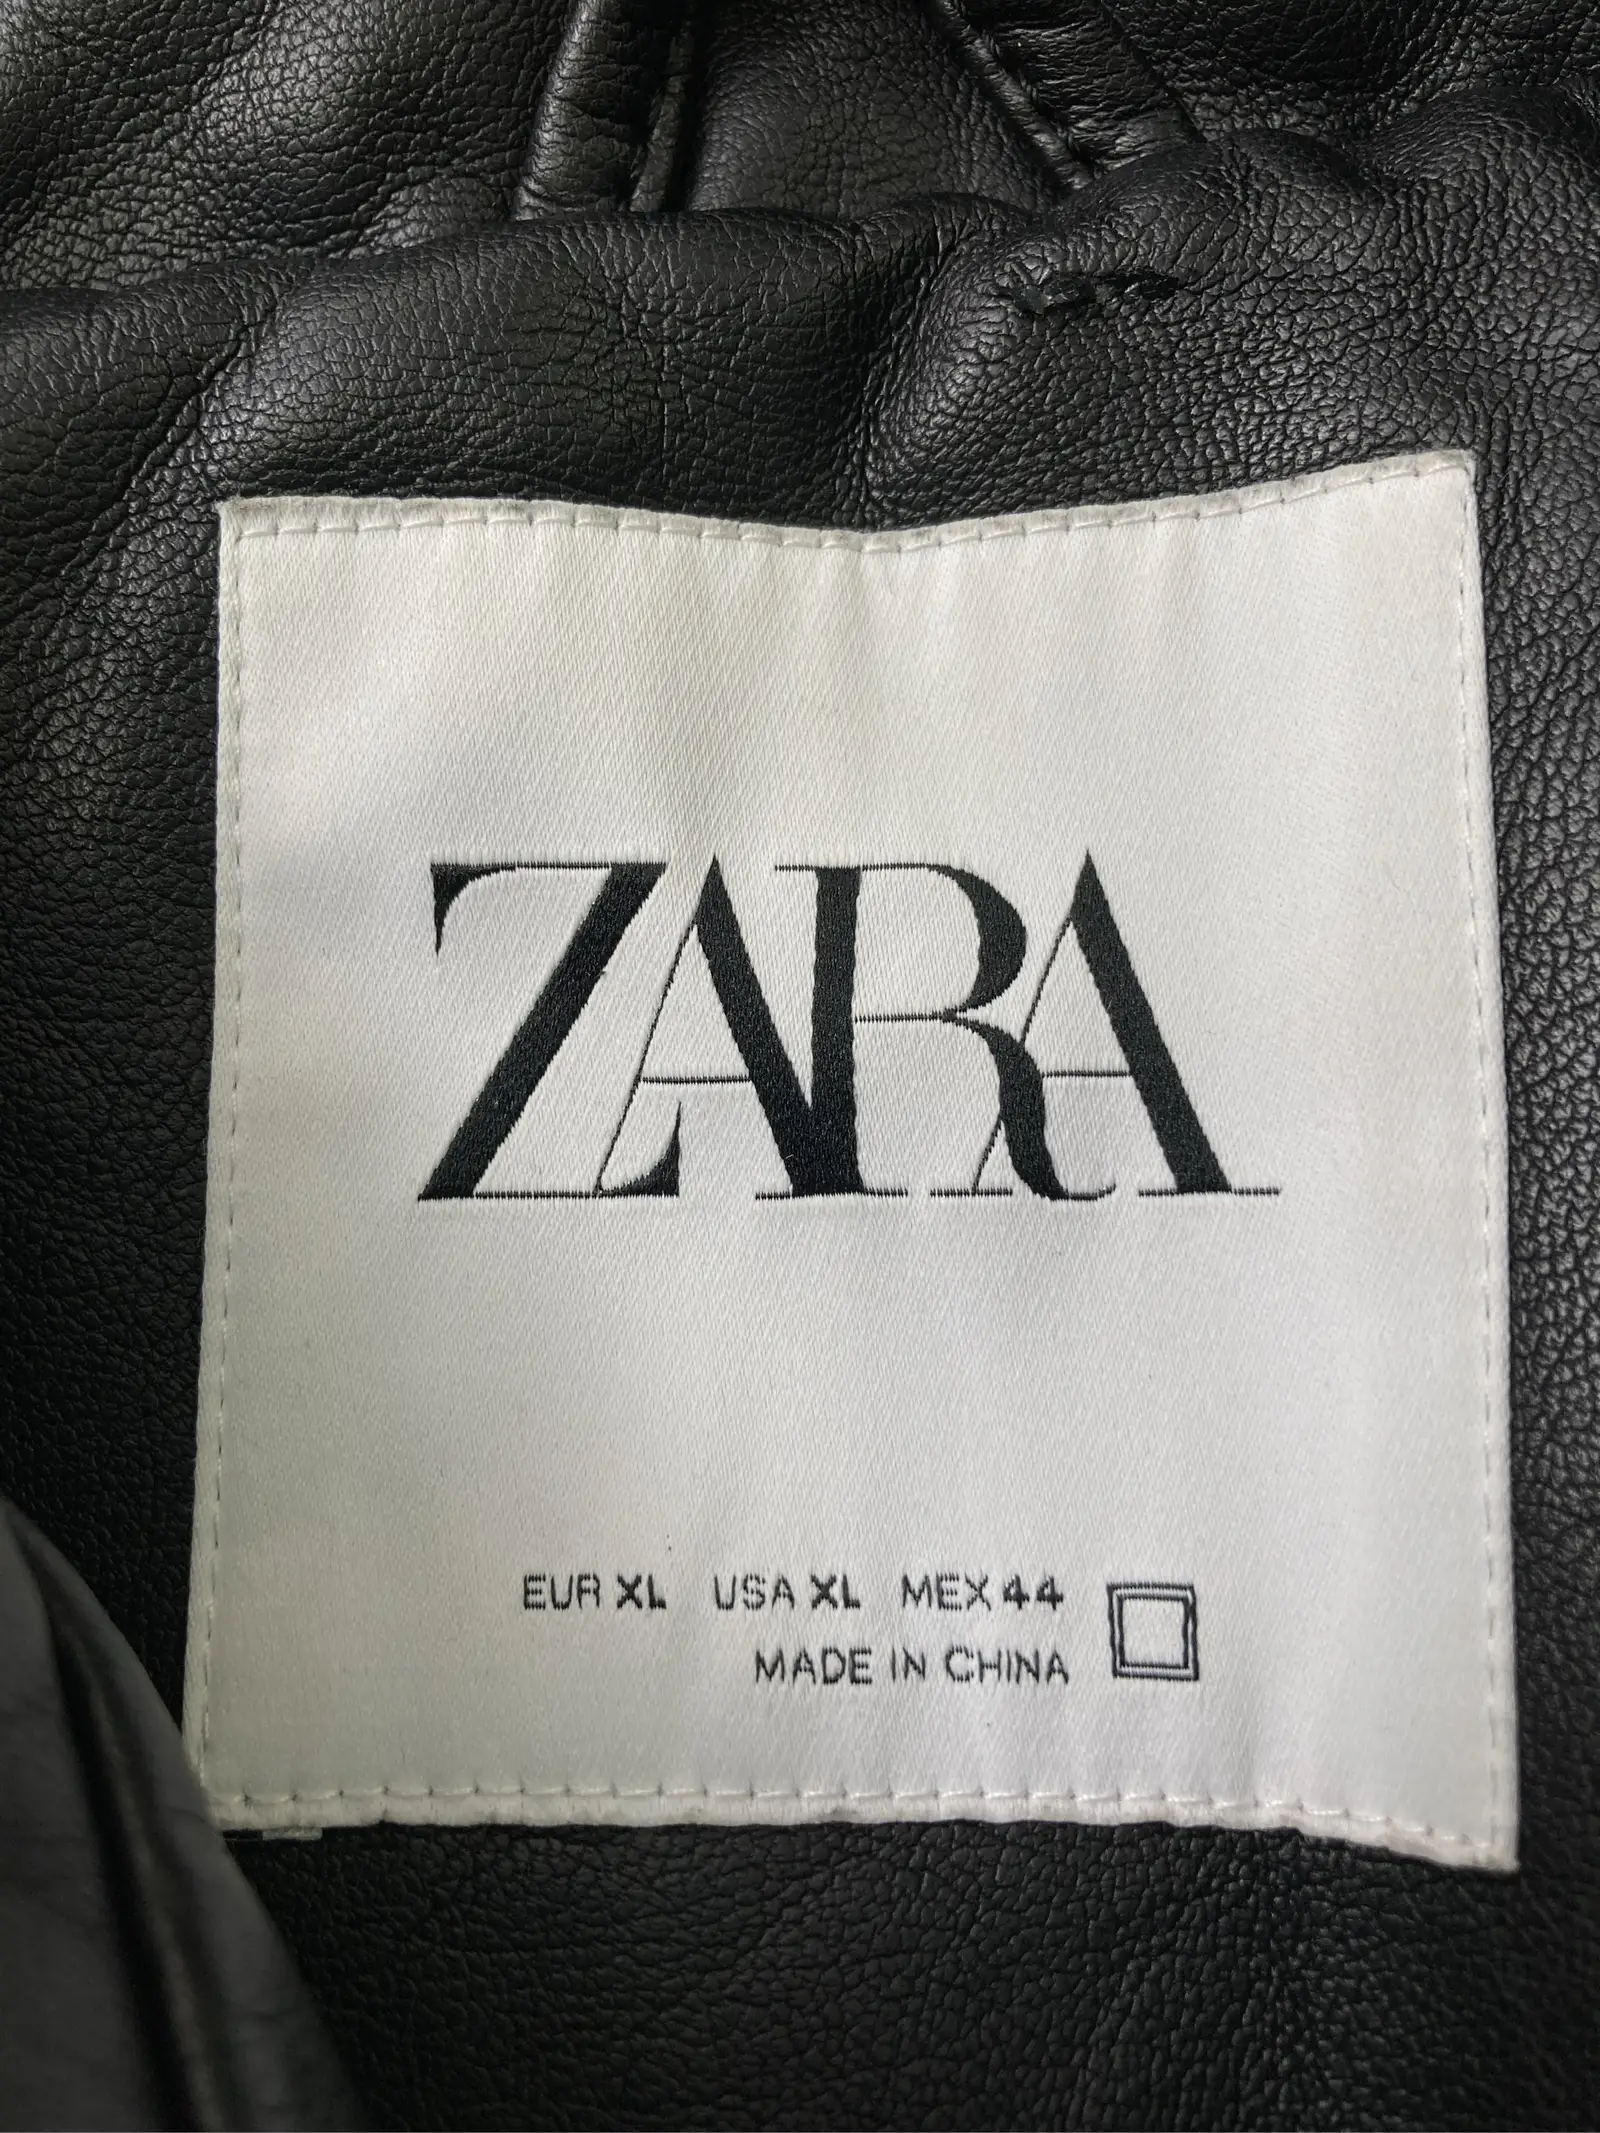 ZARA
EUR XL USA XL MEX 44
MADE IN CHINA